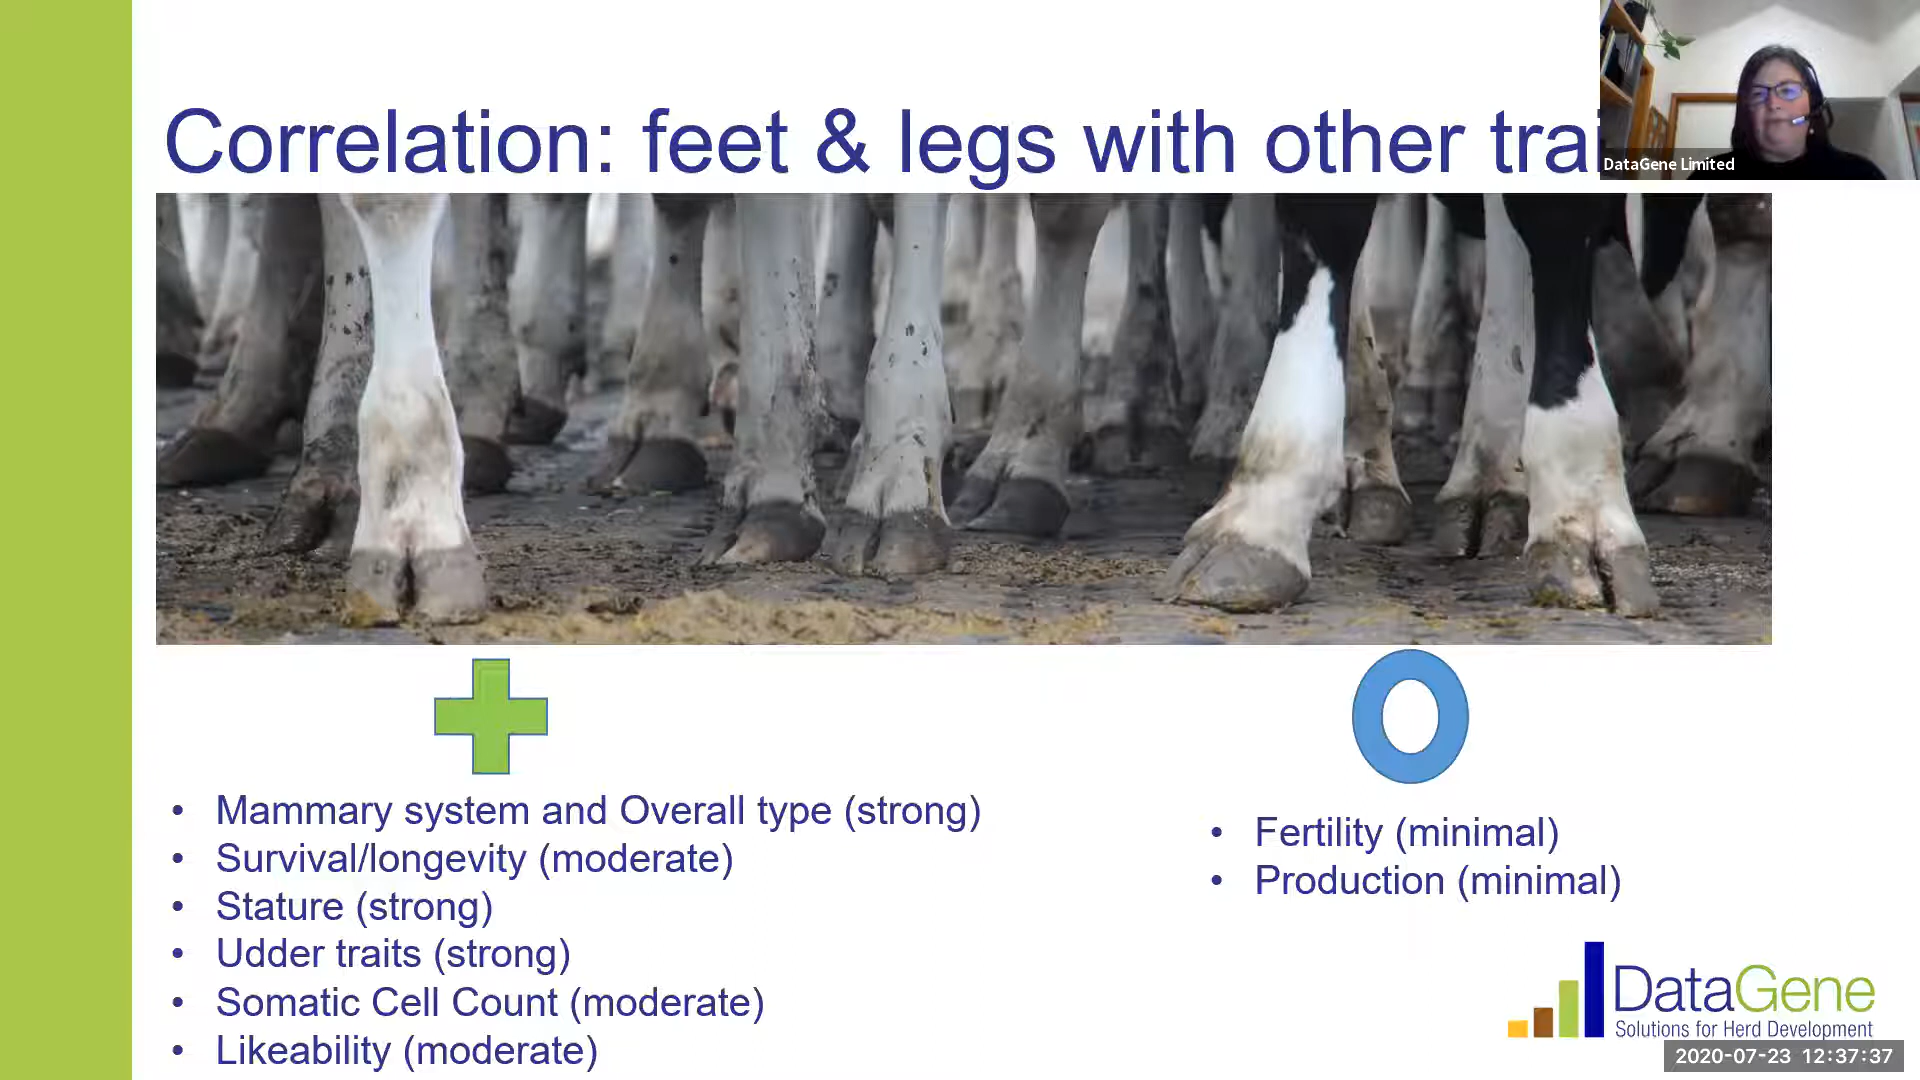 Correlation: feet & legs with other trai
DataGene Limited
• Mammary system and Overall type (strong)
• Survival/longevity (moderate)
• Stature (strong)
• Udder traits (strong)
• Somatic Cell Count (moderate)
• Likeability (moderate)
• Fertility (minimal)
• Production (minimal)
DataGene
Solutions for Herd Development
2020-07-23 12:37:37